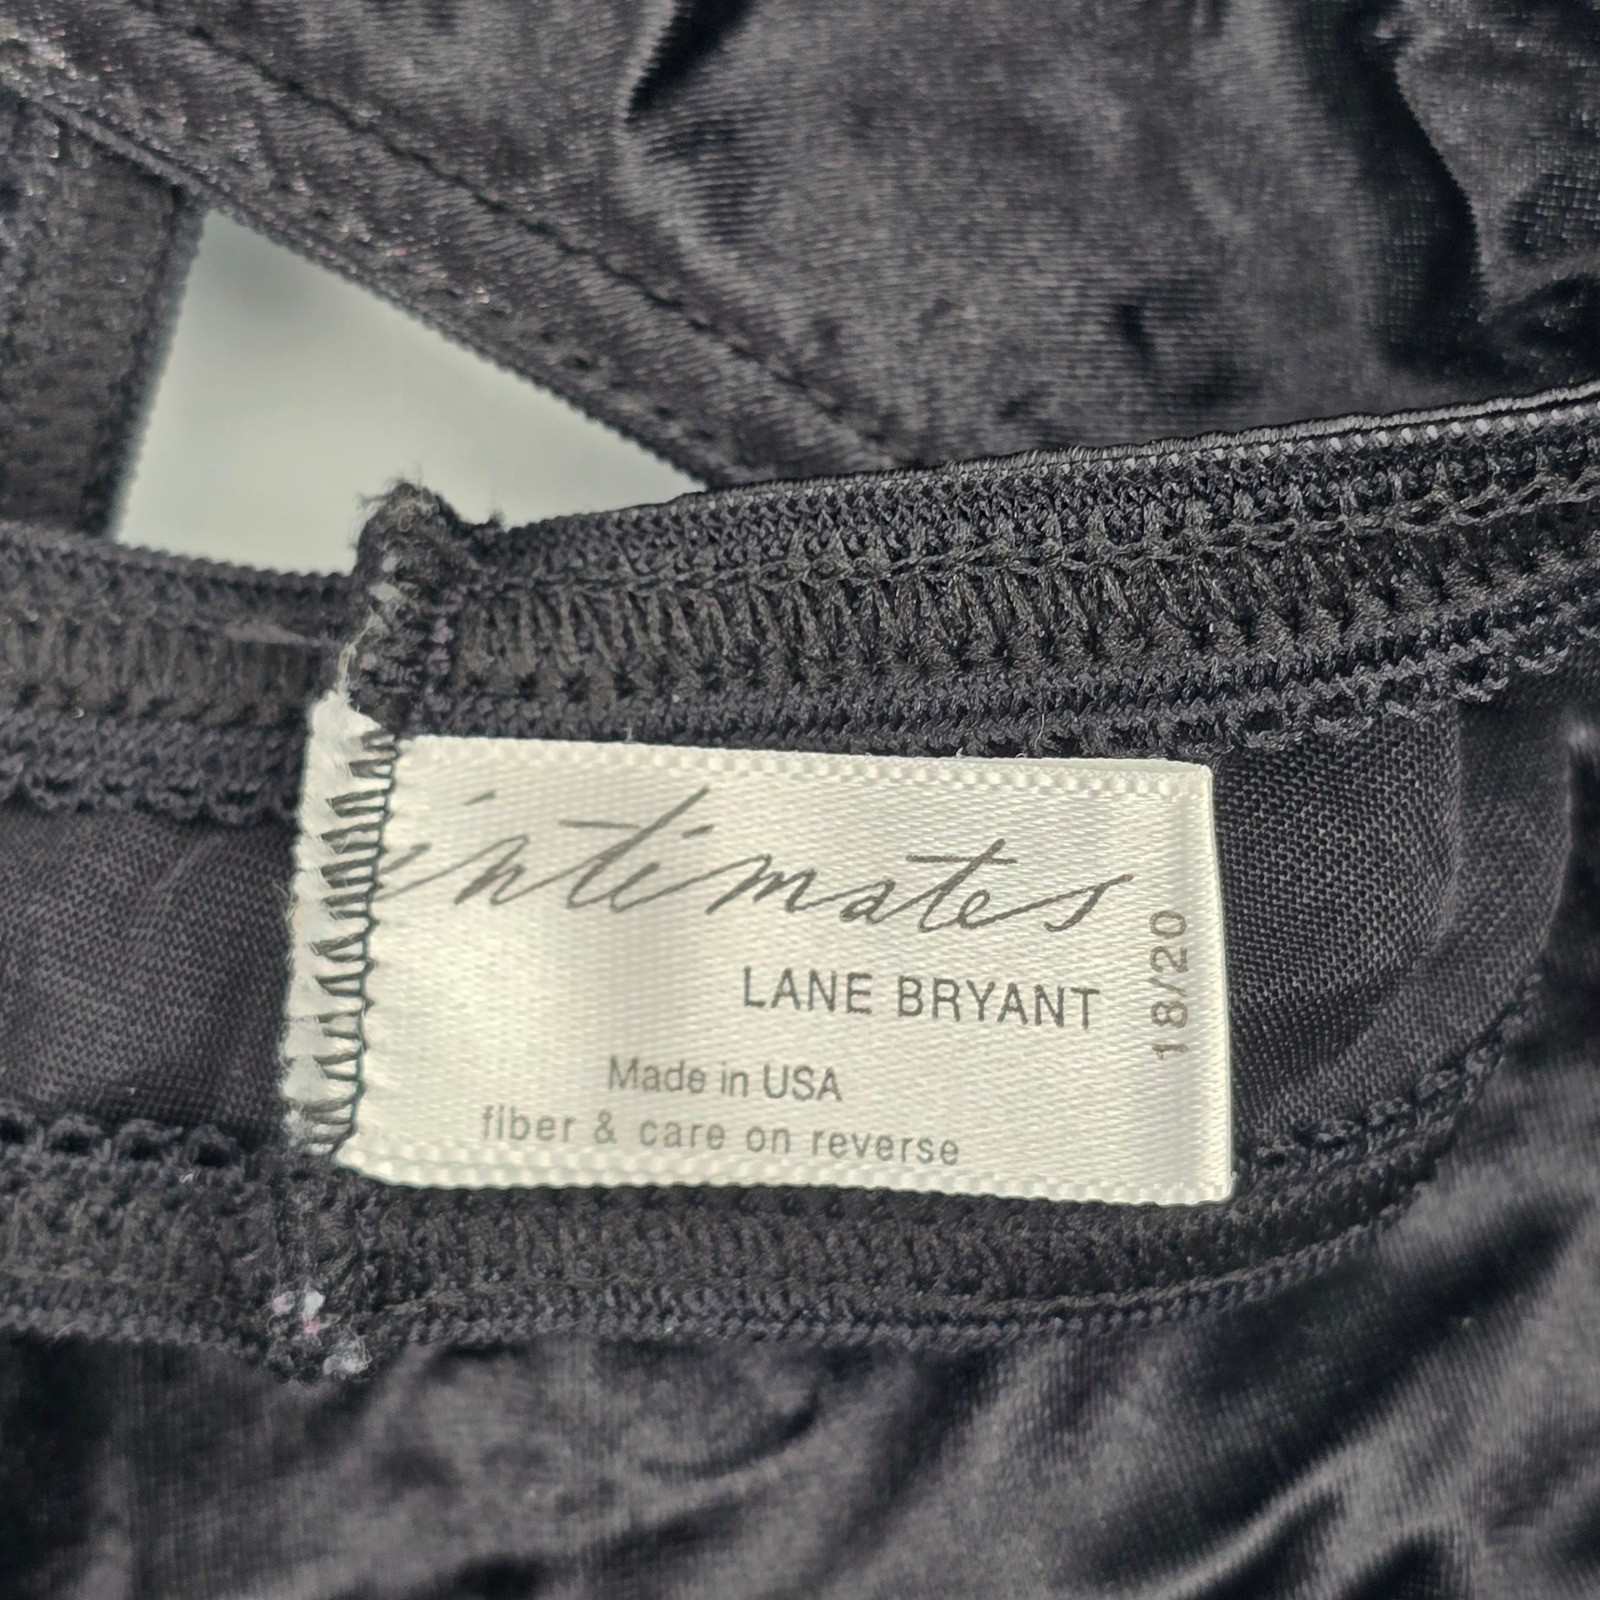 intimates
LANE BRYANT
18/20
Made in USA
fiber & care on reverse